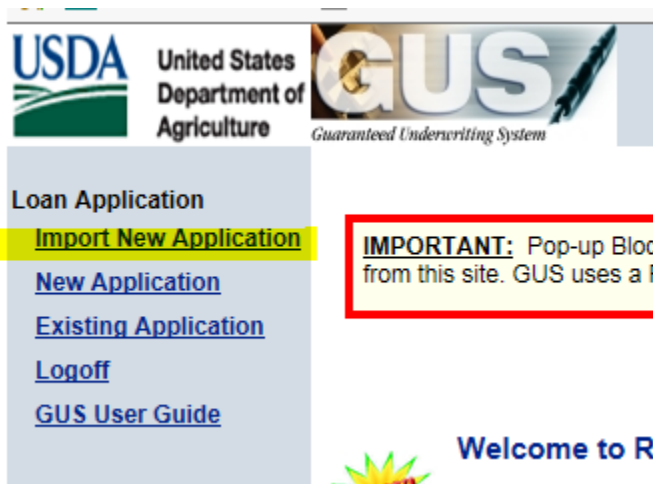 USDA
United States
Department of
Agriculture
GUS
Guaranteed Underwriting System
Loan Application
Import New Application
New Application
Existing Application
Logoff
GUS User Guide
IMPORTANT: Pop-up
from this site. GUS uses a
Welcome to